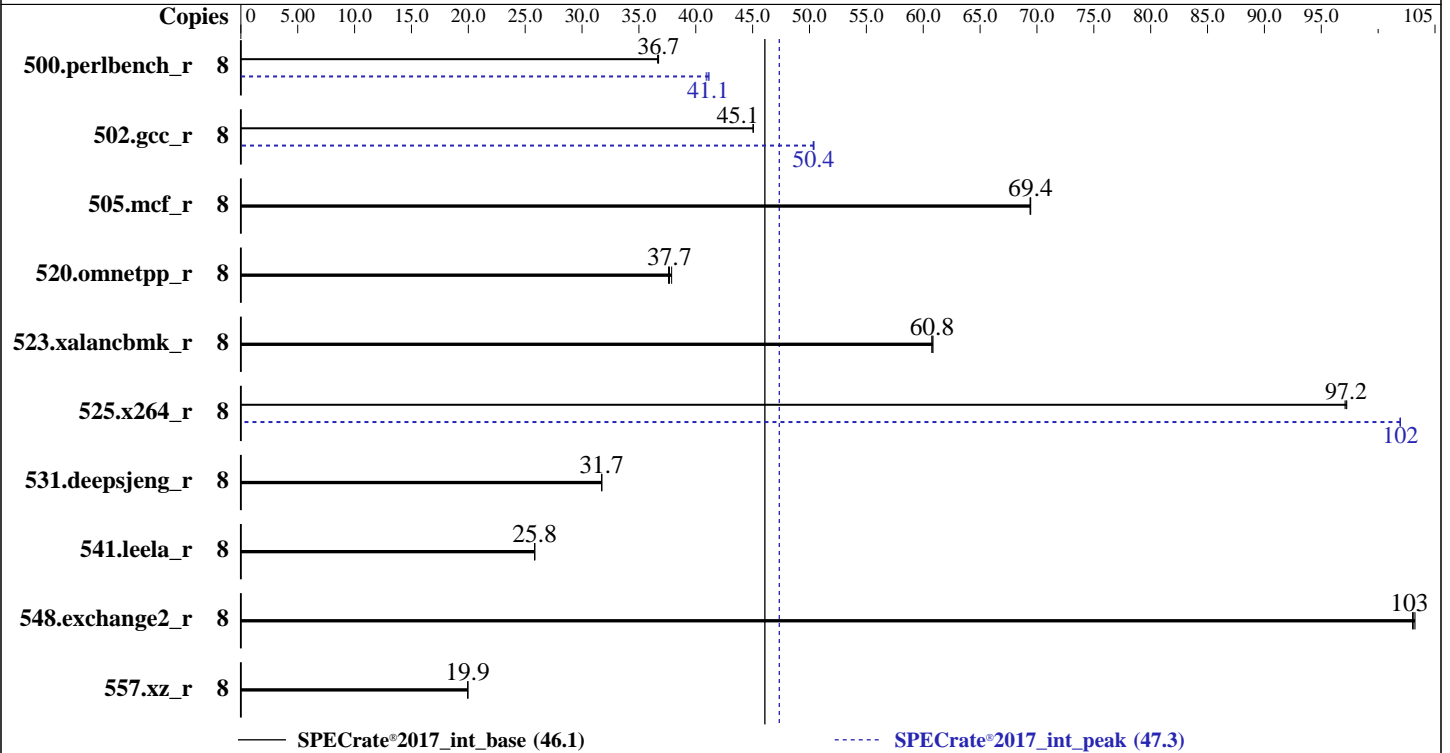 Copies 0 5.00 10.0 15.0 20.0 25.0 30.0 35.0 40.0 45.0 50.0 55.0 60.0 65.0 70.0 75.0 80.0 85.0 90.0 95.0 105
36.7
500.perlbench_r 8
41.1
45.1
502.gcc_r 8
50.4
69.4
505.mcf_r 8
37.7
520.omnetpp_r 8
60.8
523.xalancbmk_r 8
97.2
525.x264_r 8
102
31.7
531.deepsjeng_r 8
25.8
541.leela_r 8
103
548.exchange2_r 8
19.9
557.xz_r 8
SPECrate®2017_int_base (46.1) SPECrate®2017_int_peak (47.3)